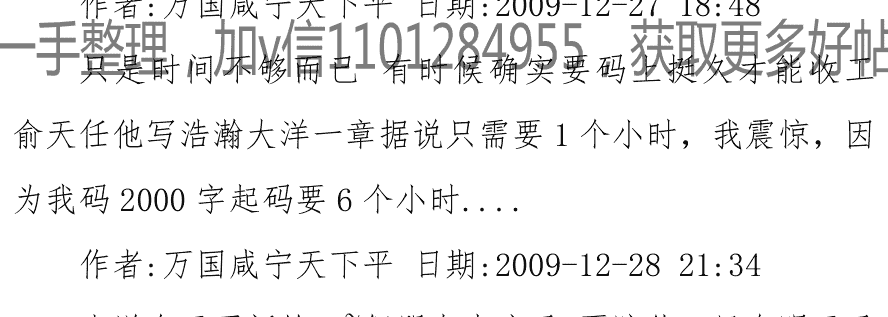 作者:万国咸宁天下平 日期:2009-12-27 18:48
一手整理，加v信1101284955，获取更多好帖
只是时间不够而已 有时候确实要码上挺久才能收工
俞天任他写浩瀚大洋一章据说只需要 1 个小时，我震惊，因
为我码 2000 字起码要 6 个小时....
作者:万国咸宁天下平 日期:2009-12-28 21:34